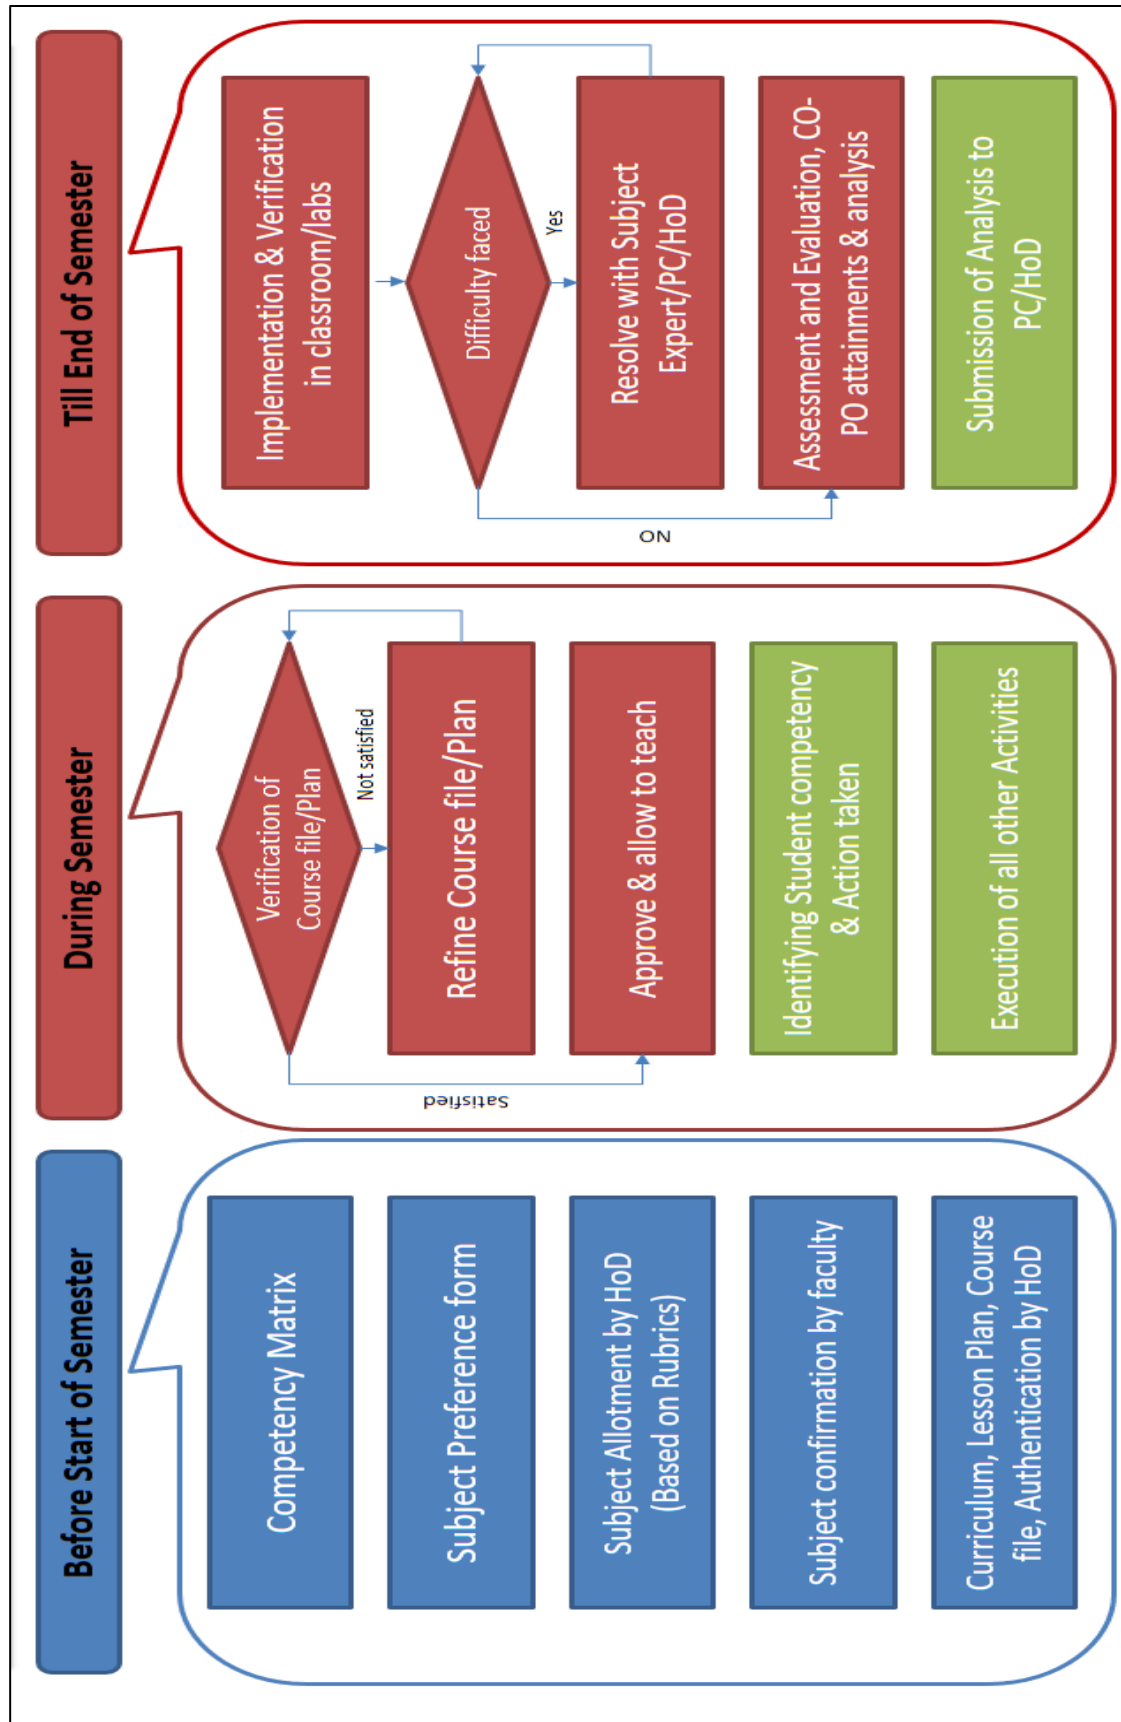 Before Start of Semester
Competency Matrix
Subject Preference form
Subject Allotment by HoD
(Based on Rubrics)
Subject confirmation by faculty
Curriculum, Lesson Plan, Course
file, Authentication by HoD
During Semester
Verification of
Course file/Plan
Not satisfied
Satisfied
Refine Course file/Plan
Approve & allow to teach
Identifying Student competency
& Action taken
Execution of all other Activities
Till End of Semester
Implementation & Verification
in classroom/labs
Difficulty faced
Yes
NO
Resolve with Subject
Expert/PC/HoD
Assessment and Evaluation, CO-
PO attainments & analysis
Submission of Analysis to
PC/HoD